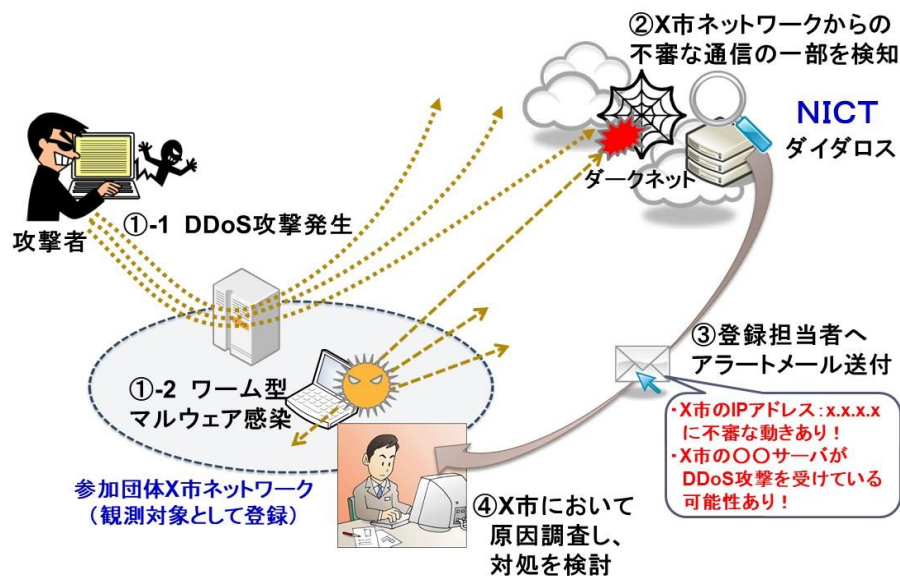 ②X市ネットワークからの
不審な通信の一部を検知
NICT
ダイダロス
ダークネット
攻撃者
①-1 DDoS攻撃発生
①-2 ワーム型
マルウェア感染
③登録担当者へ
アラートメール送付
・X市のIPアドレス：x.x.x.x
に不審な動きあり！
・X市の〇〇サーバが
DDoS攻撃を受けている
可能性あり！
参加団体X市ネットワーク
（観測対象として登録）
④X市において
原因調査し、
対処を検討